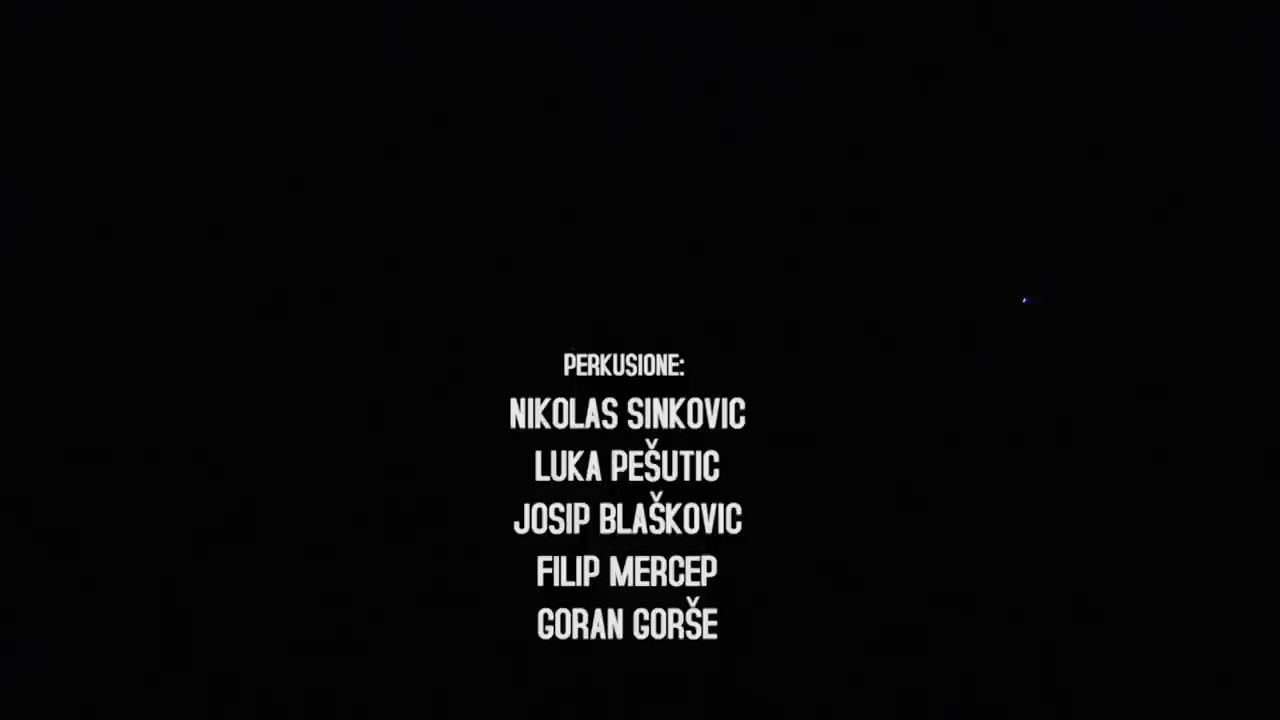 PERKUSIONE:
NIKOLAS SINKOVIC
LUKA PEŠUTIC
JOSIP BLAŠKOVIC
FILIP MERCEP
GORAN GORŠE